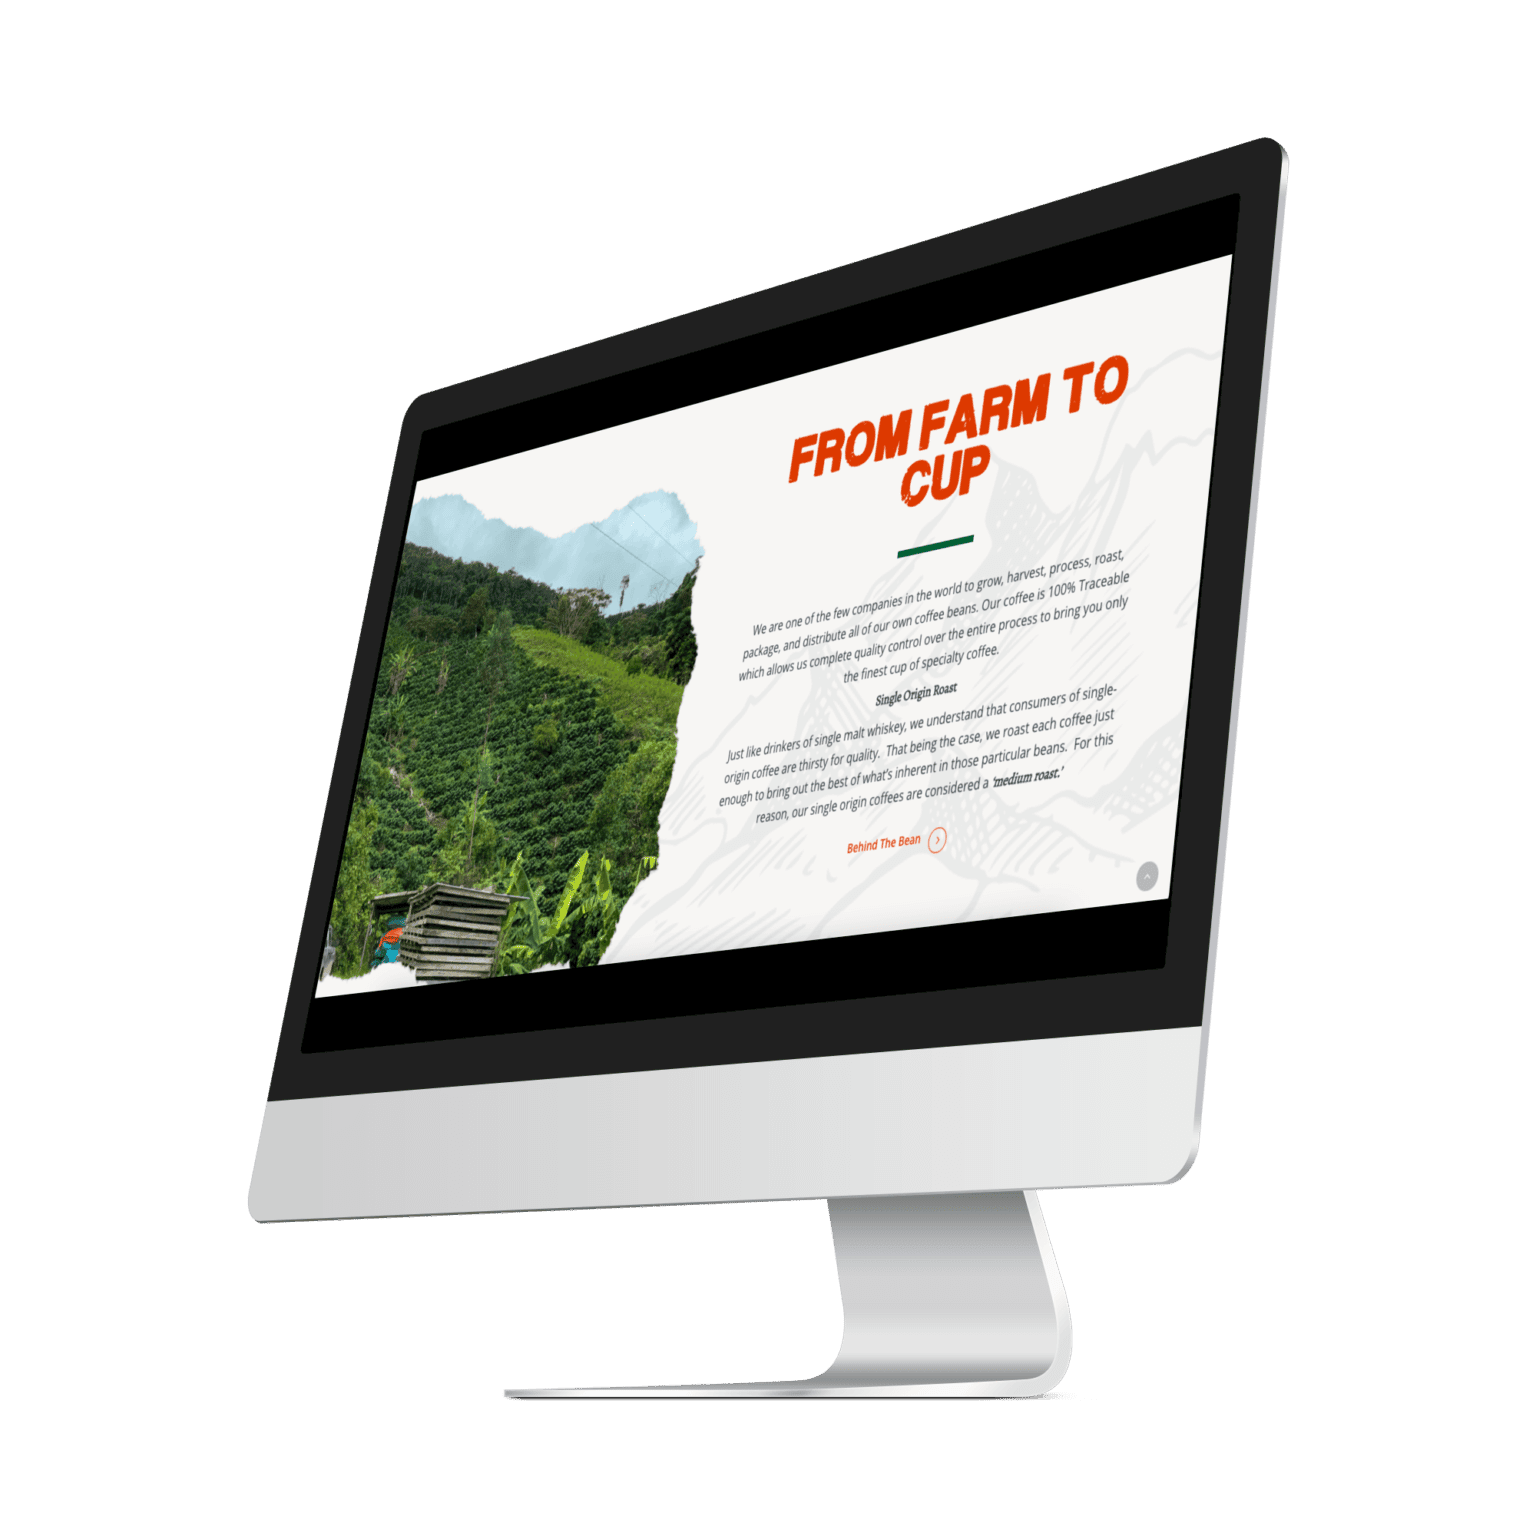 FROM FARM TO
CUP
We are one of the few companies in the world to grow, harvest, process, roast,
package, and distribute all of our own coffee beans. Our coffee is 100% Traceable
which allows us complete quality control over the entire process to bring you only
the finest cup of specialty coffee.
Single Origin Roast
Just like drinkers of single malt whiskey, we understand that consumers of single-
origin coffee are thirsty for quality. That being the case, we roast each coffee just
enough to bring out the best of what's inherent in those particular beans. For this
reason, our single origin coffees are considered a 'medium roast.'
Behind The Bean